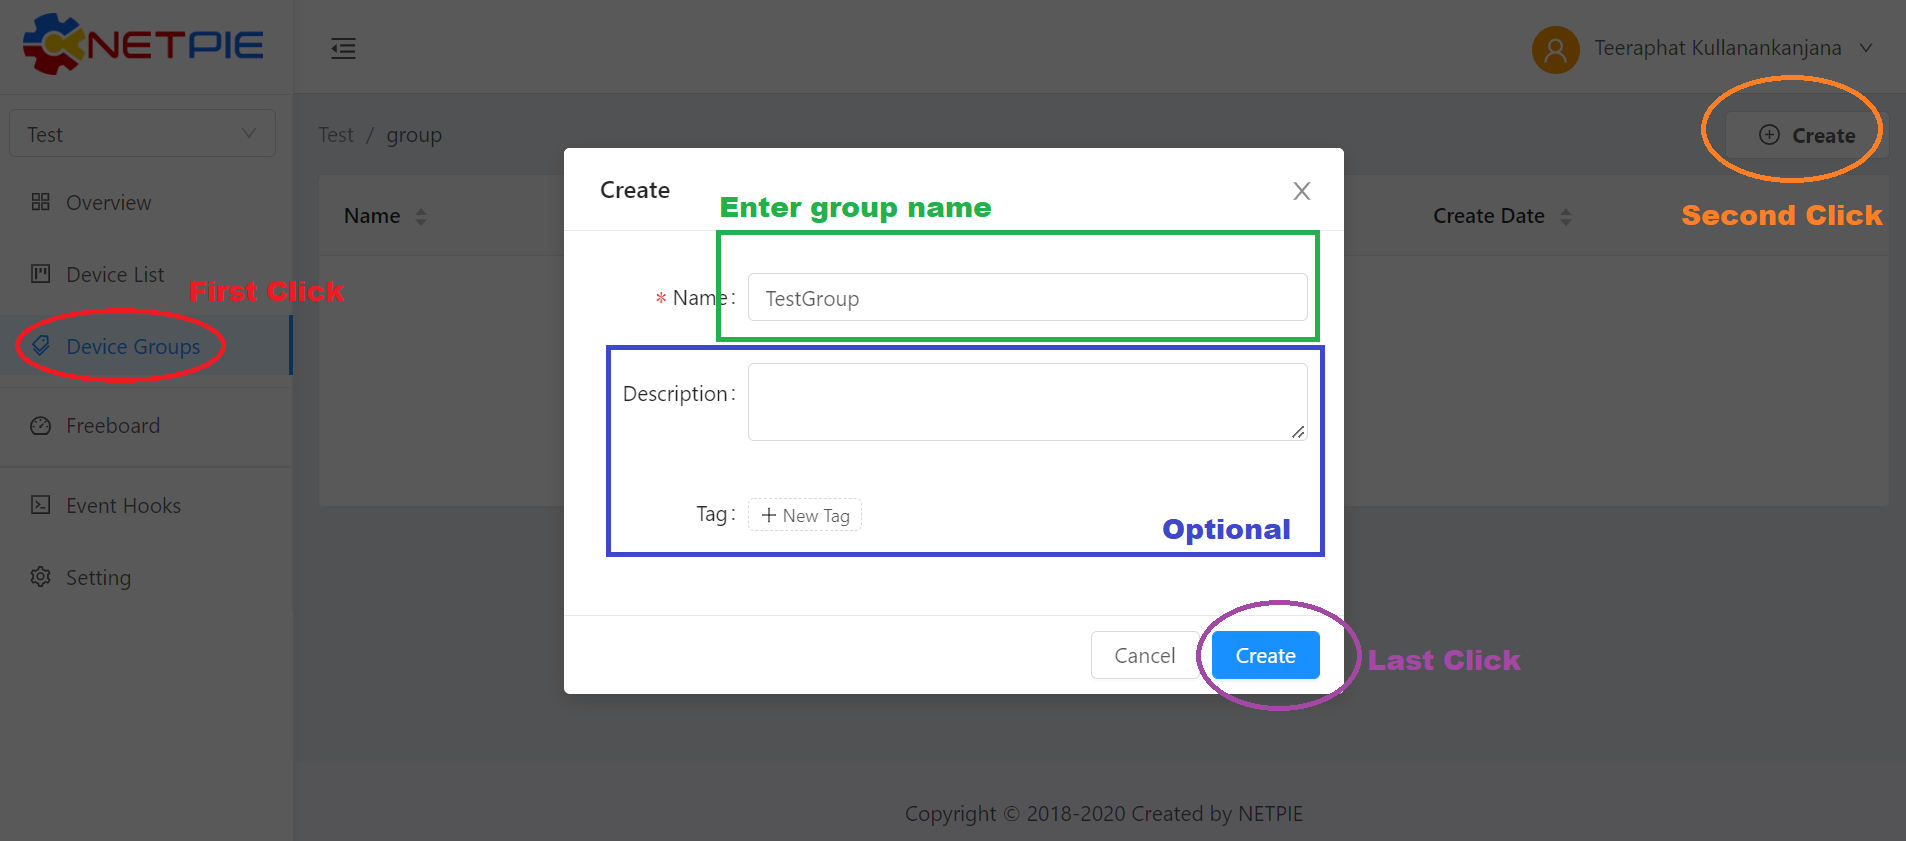 NETPIE
Teeraphat Kullanankanjana
Test
Test / group
Create
Overview
Device List
Device Groups
Freeboard
Event Hooks
Setting
First Click
Name
Create Date
Second Click
Create
Enter group name
* Name:
TestGroup
Description:
Tag:
+ New Tag
Optional
Cancel
Create
Last Click
Copyright © 2018-2020 Created by NETPIE